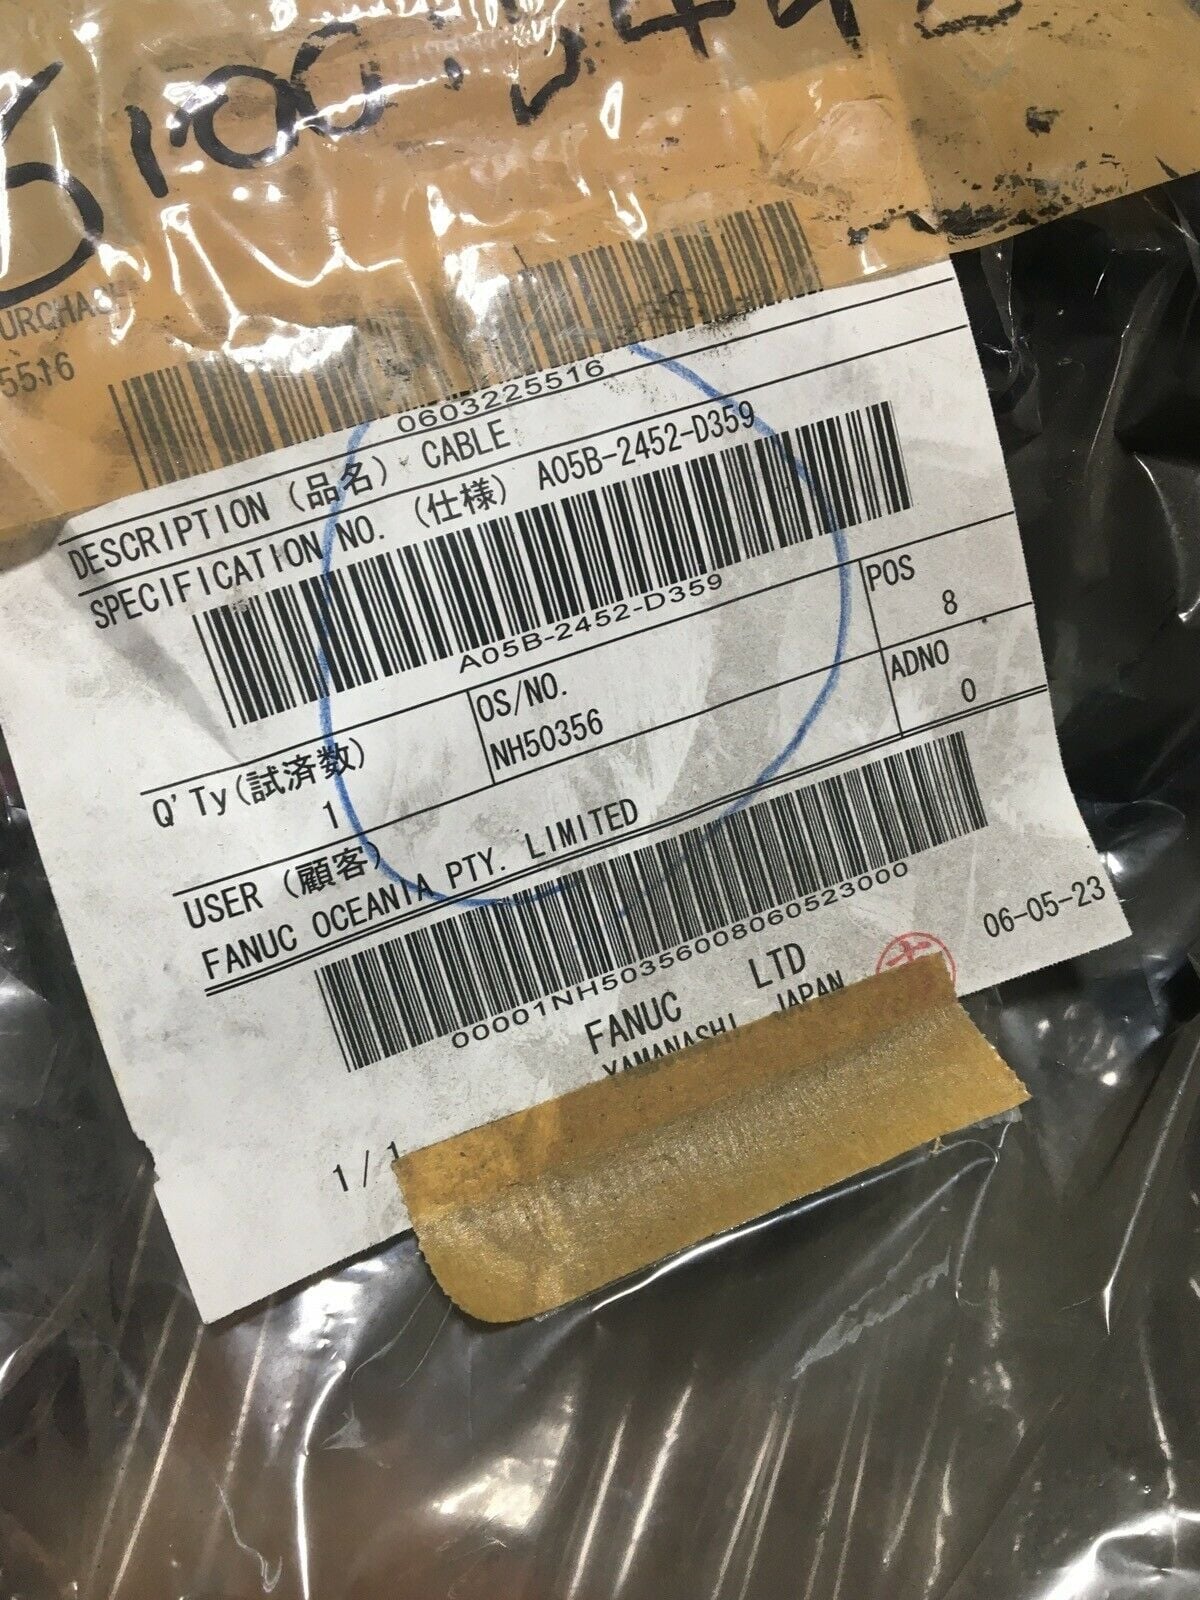 5516
0603225516
DESCRIPTION (品名) CABLE
SPECIFICATION NO. (仕様) A05B-2452-D359
A05B-2452-D359
Q'Ty(試済数) OS/NO. POS
1 NH50356 8
USER (顧客) ADNO
FANUC OCEANIA PTY. LIMITED 0
00001NH50356008060523000
FANUC LTD 06-05-23
YAMANASHI JAPAN
1/1